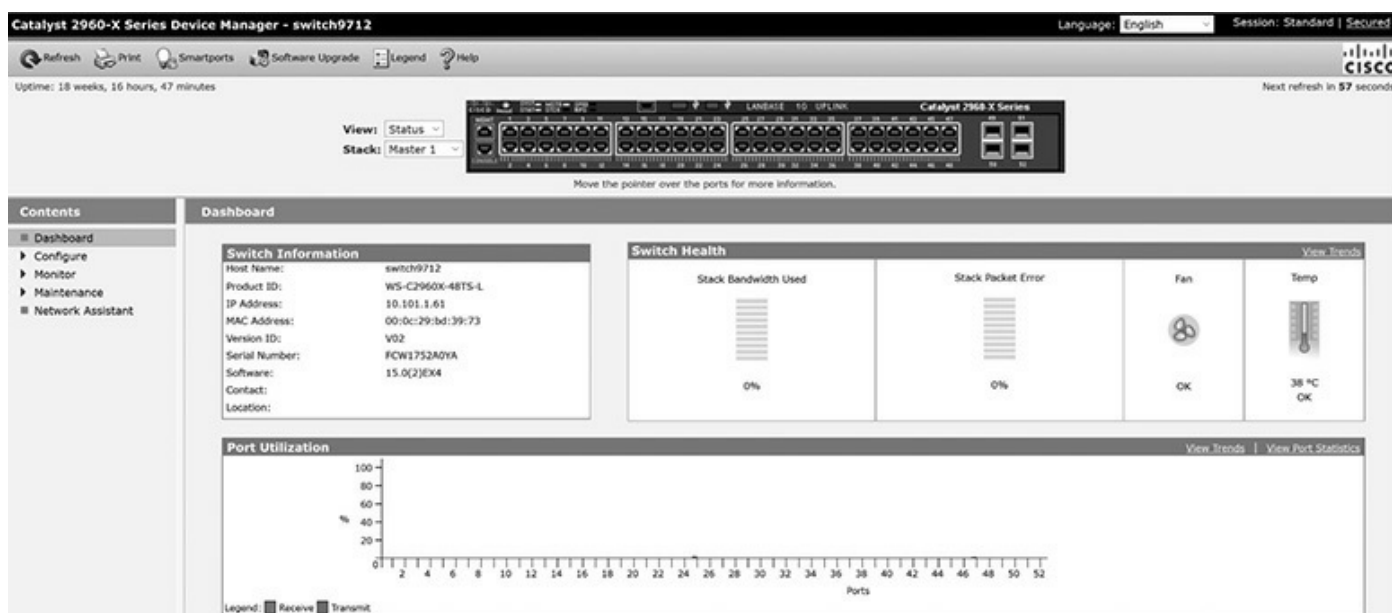 Catalyst 2960-X Series Device Manager - switch9712
Language: English Session: Standard | Secured
Refresh Print Smartports Software Upgrade Legend Help
CISCO
Uptime: 18 weeks, 16 hours, 47 minutes
Next refresh in 57 seconds
LANBASE 1G UPLINK Catalyst 2960-X Series
View: Status
Stack: Master 1
CONSOLE
Move the pointer over the ports for more information.
Contents
Dashboard
Configure
Monitor
Maintenance
Network Assistant
Dashboard
Switch Information
Host Name: switch9712
Product ID: WS-C2960X-48TS-L
IP Address: 10.101.1.61
MAC Address: 00:0c:29:bd:39:73
Version ID: V02
Serial Number: FCW1752A0YA
Software: 15.0(2)EX4
Contact:
Location:
Switch Health View Trends
Stack Bandwidth Used Stack Packet Error Fan Temp
0% 0% OK 38 °C
OK
Port Utilization View Trends | View Port Statistics
100
80
60
% 40
20
0 2 4 6 8 10 12 14 16 18 20 22 24 26 28 30 32 34 36 38 40 42 44 46 48 50 52
Ports
Legend: Receive Transmit